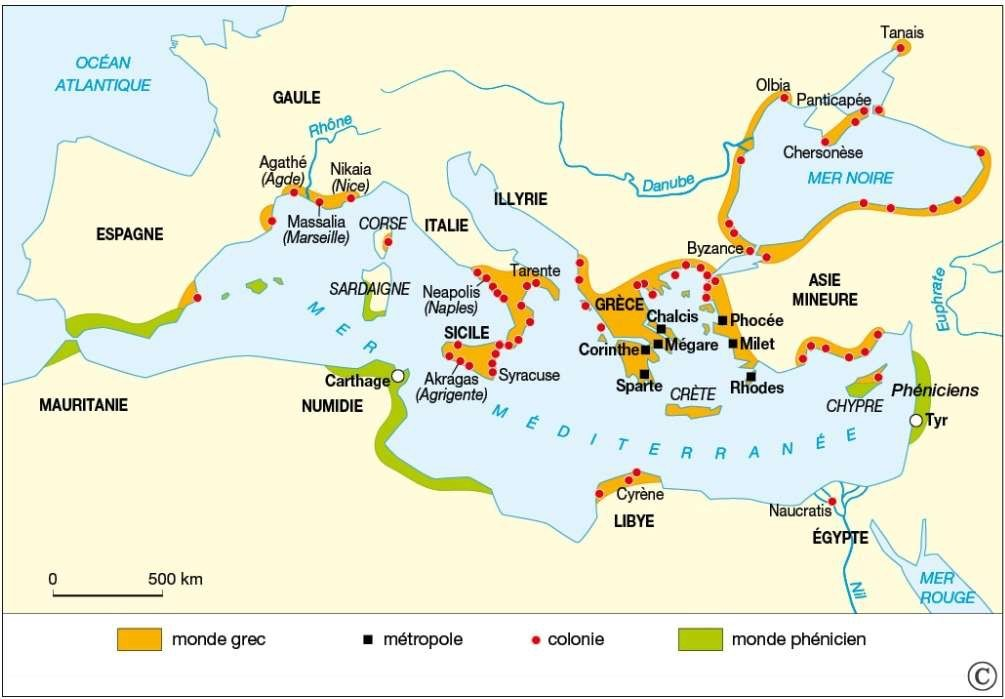 OCÉAN
ATLANTIQUE
GAULE
Rhône
Tanais
Olbia
Panticapée
Chersonèse
MER NOIRE
Danube
Agathé
(Agde)
Nikaia
(Nice)
Massalia
(Marseille)
CORSE
ITALIE
ILLYRIE
ESPAGNE
Byzance
ASIE
MINEURE
Euphrate
SARDAIGNE
Tarente
Neapolis
(Naples)
GRÈCE
Chalcis
Phocée
SICILE
Corinthe
Mégare
Milet
Carthage
Akragas
(Agrigente)
Syracuse
Sparte
Rhodes
CRÈTE
CHYPRE
Phéniciens
Tyr
MAURITANIE
NUMIDIE
MER MÉDITERRANÉE
Cyrène
LIBYE
Naucratis
ÉGYPTE
Nil
MER
ROUGE
0 500 km
monde grec
métropole
colonie
monde phénicien
©